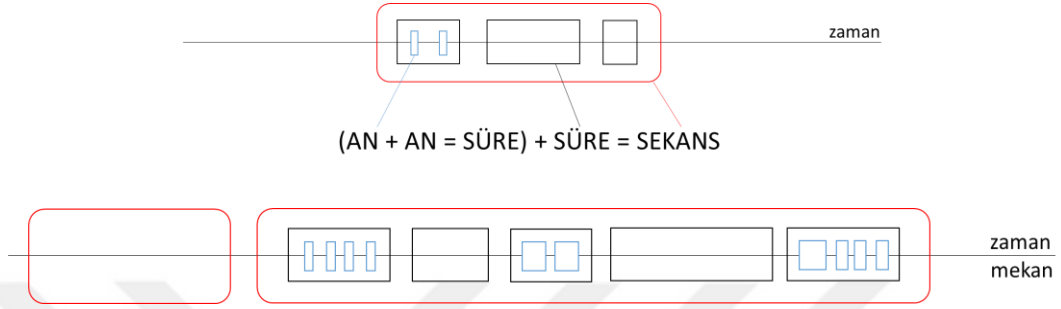 zaman
(AN + AN = SÜRE) + SÜRE = SEKANS
zaman
mekan